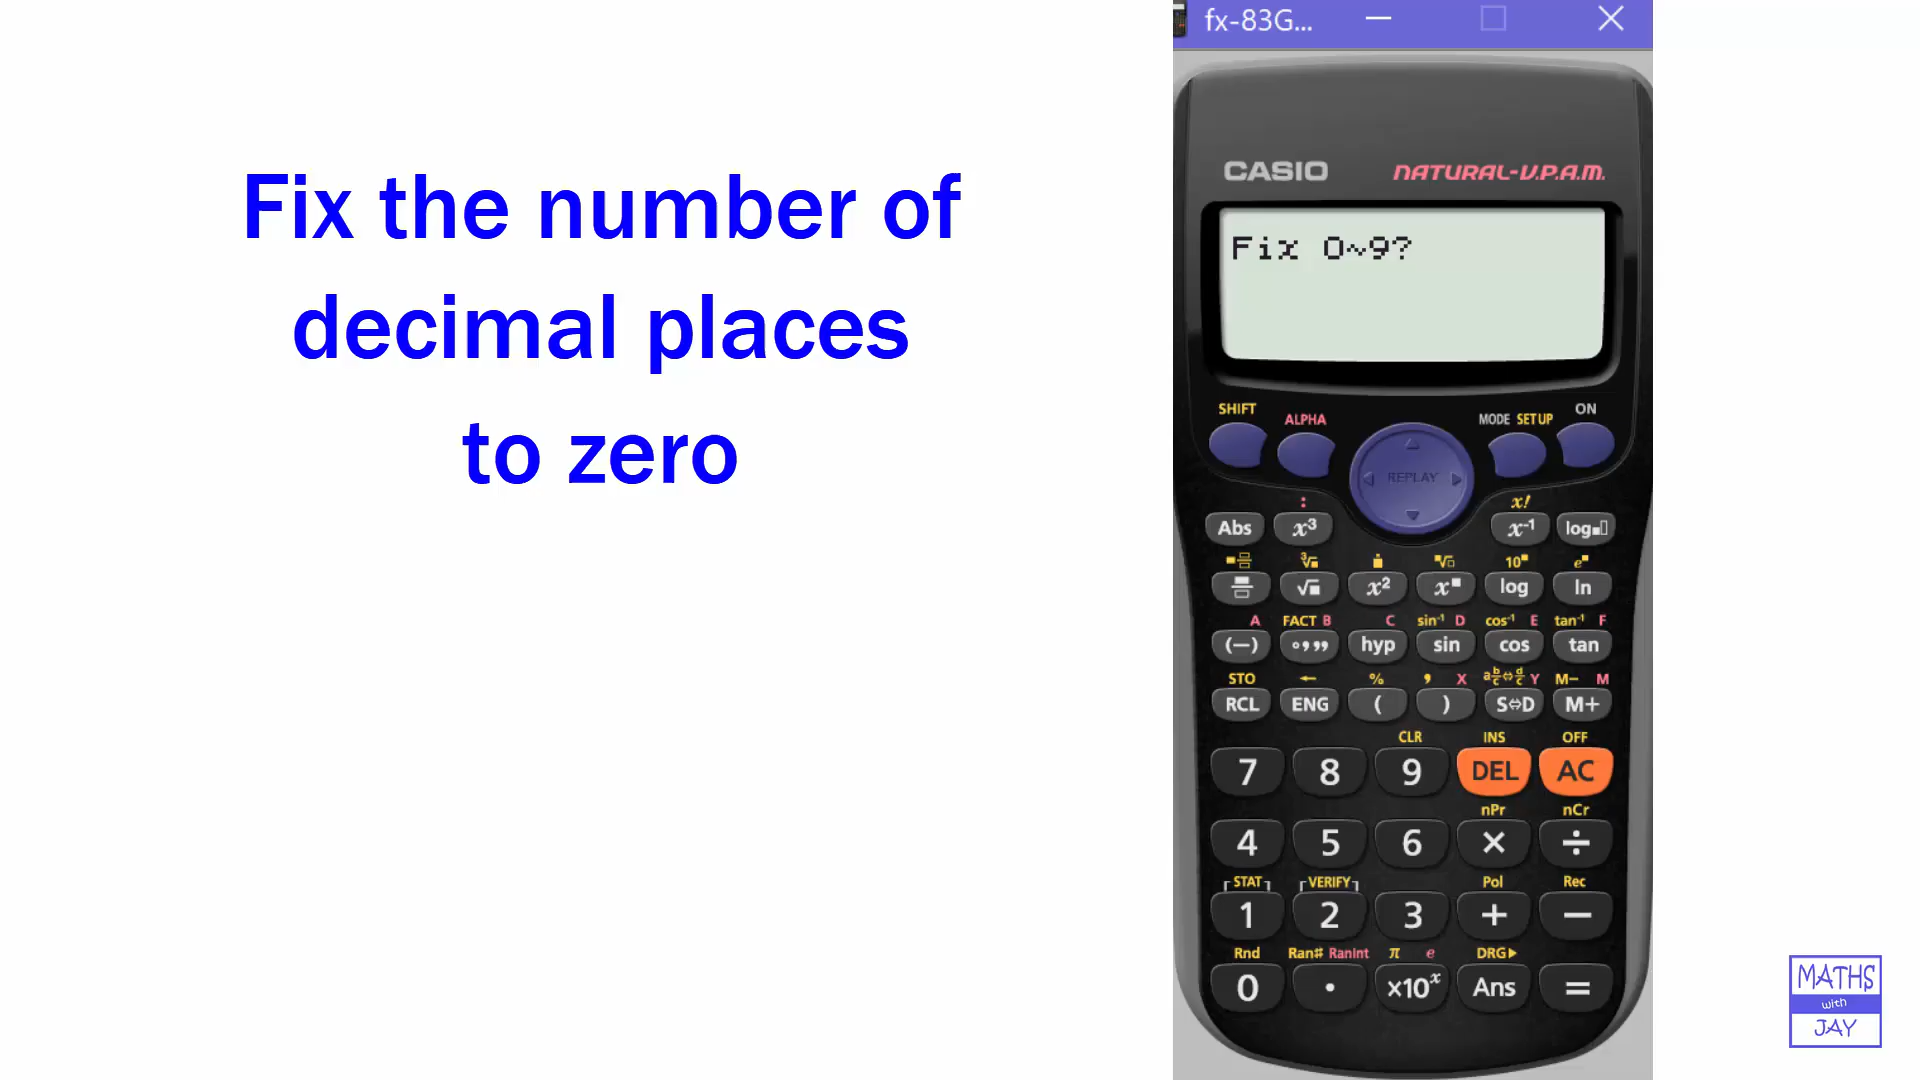 fx-83G...
CASIO NATURAL-V.P.A.M.
Fix the number of
decimal places
to zero
Fix 0~9?
SHIFT ALPHA MODE SETUP ON
REPLAY
: x!
Abs x³ x⁻¹ log■▯
■▯/▯ ³√■ ■√▯ 10■ e■
√■ x² x■ log ln
A FACT B C sin⁻¹ D cos⁻¹ E tan⁻¹ F
(−) °,,, hyp sin cos tan
STO ← % , X a b/c⇔d/c Y M− M
RCL ENG ( ) S⇔D M+
CLR INS OFF
7 8 9 DEL AC
nPr nCr
4 5 6 × ÷
STAT VERIFY Pol Rec
1 2 3 + −
Rnd Ran# RanInt π e DRG▶
0 • ×10ˣ Ans =
MATHS
with
JAY